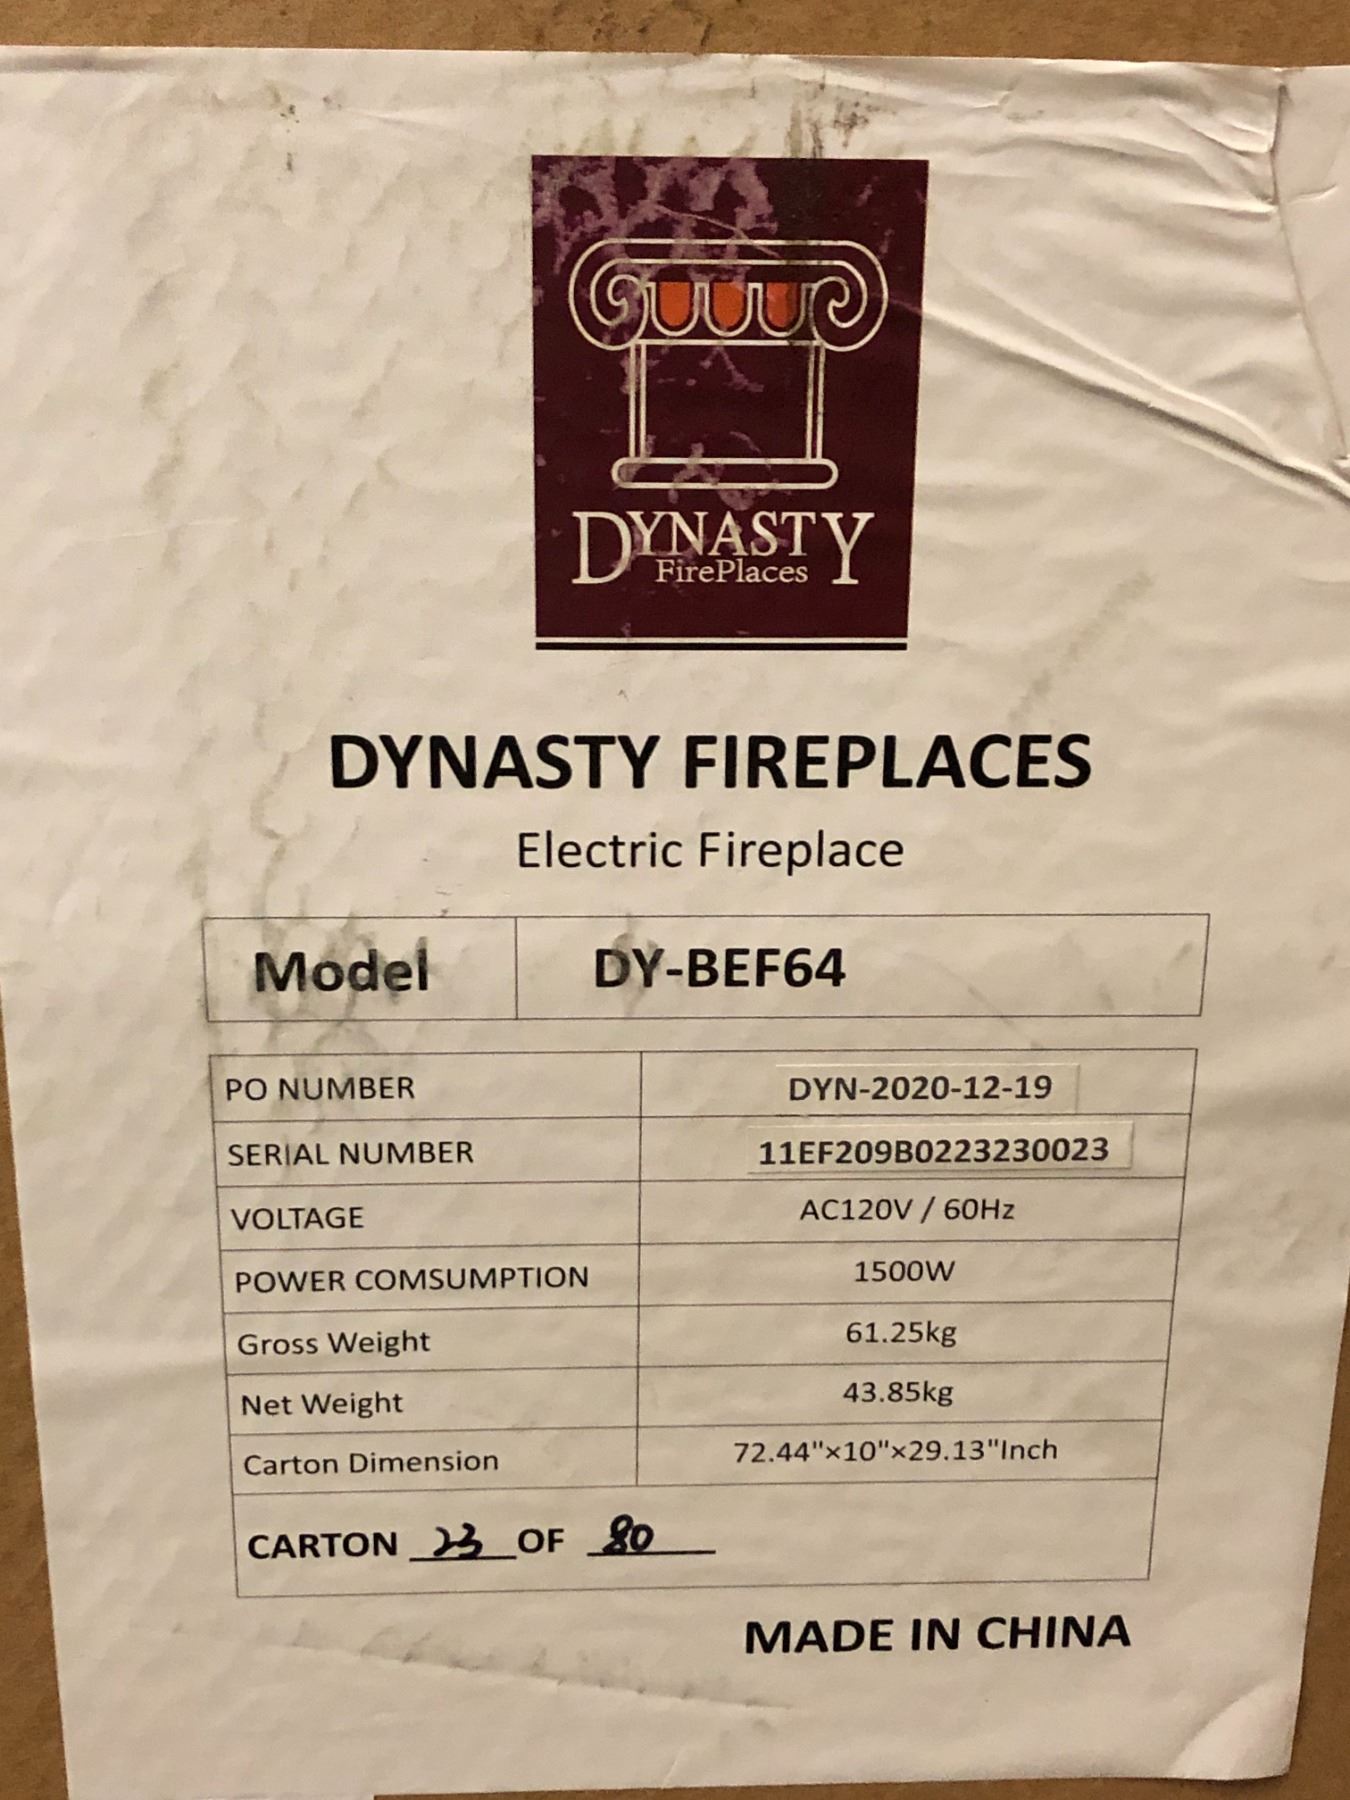 DYNASTY
FirePlaces
DYNASTY FIREPLACES
Electric Fireplace
Model DY-BEF64
PO NUMBER DYN-2020-12-19
SERIAL NUMBER 11EF209B0223230023
VOLTAGE AC120V / 60Hz
POWER COMSUMPTION 1500W
Gross Weight 61.25kg
Net Weight 43.85kg
Carton Dimension 72.44"×10"×29.13"Inch
CARTON 23 OF 80
MADE IN CHINA